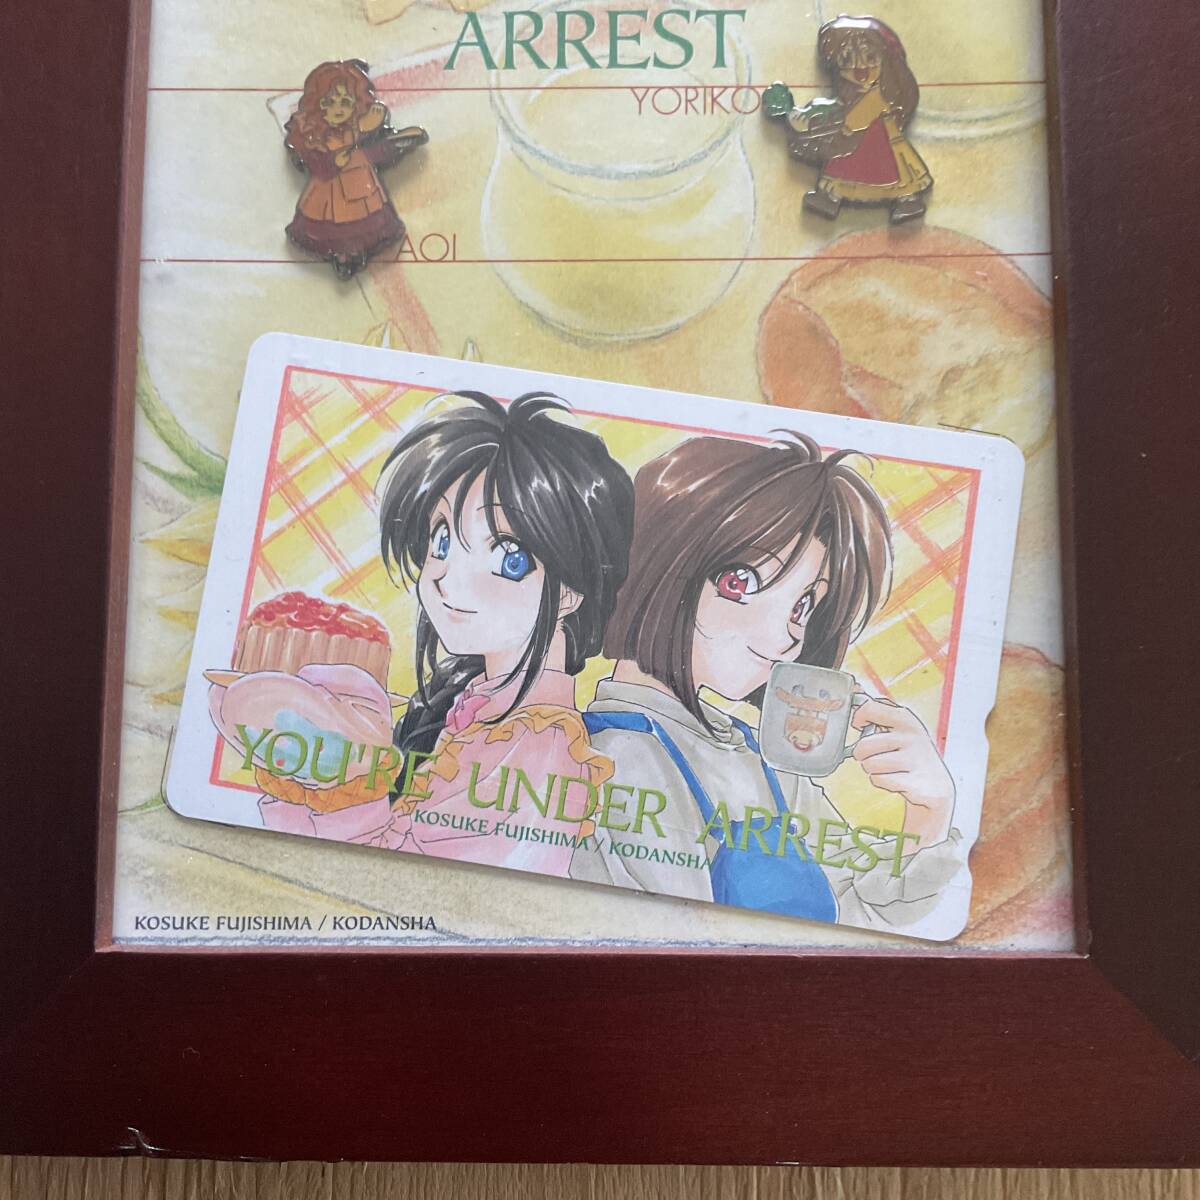 ARREST
YORIKO
AOI
YOU'RE UNDER ARREST
KOSUKE FUJISHIMA / KODANSHA
KOSUKE FUJISHIMA / KODANSHA